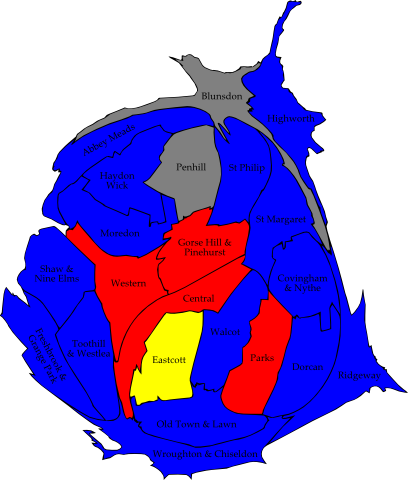 Blunsdon
Highworth
Abbey Meads
Penhill
St Philip
Haydon
Wick
St Margaret
Moredon
Gorse Hill &
Pinehurst
Covingham
& Nythe
Shaw &
Nine Elms
Western
Central
Freshbrook &
Grange Park
Toothill
& Westlea
Walcot
Eastcott
Parks
Dorcan
Ridgeway
Old Town & Lawn
Wroughton & Chiseldon